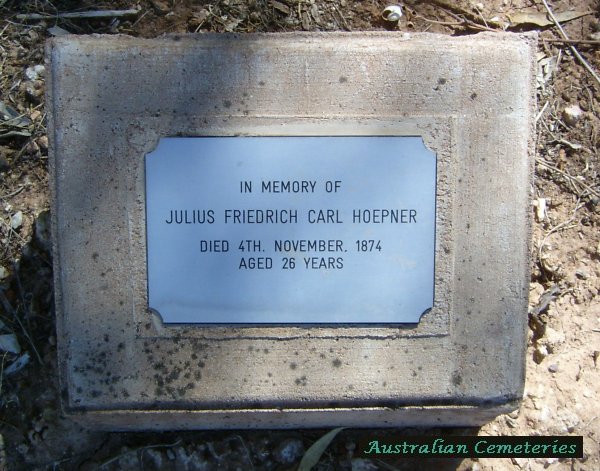 IN MEMORY OF
JULIUS FRIEDRICH CARL HOEPNER
DIED 4TH. NOVEMBER. 1874
AGED 26 YEARS
Australian Cemeteries